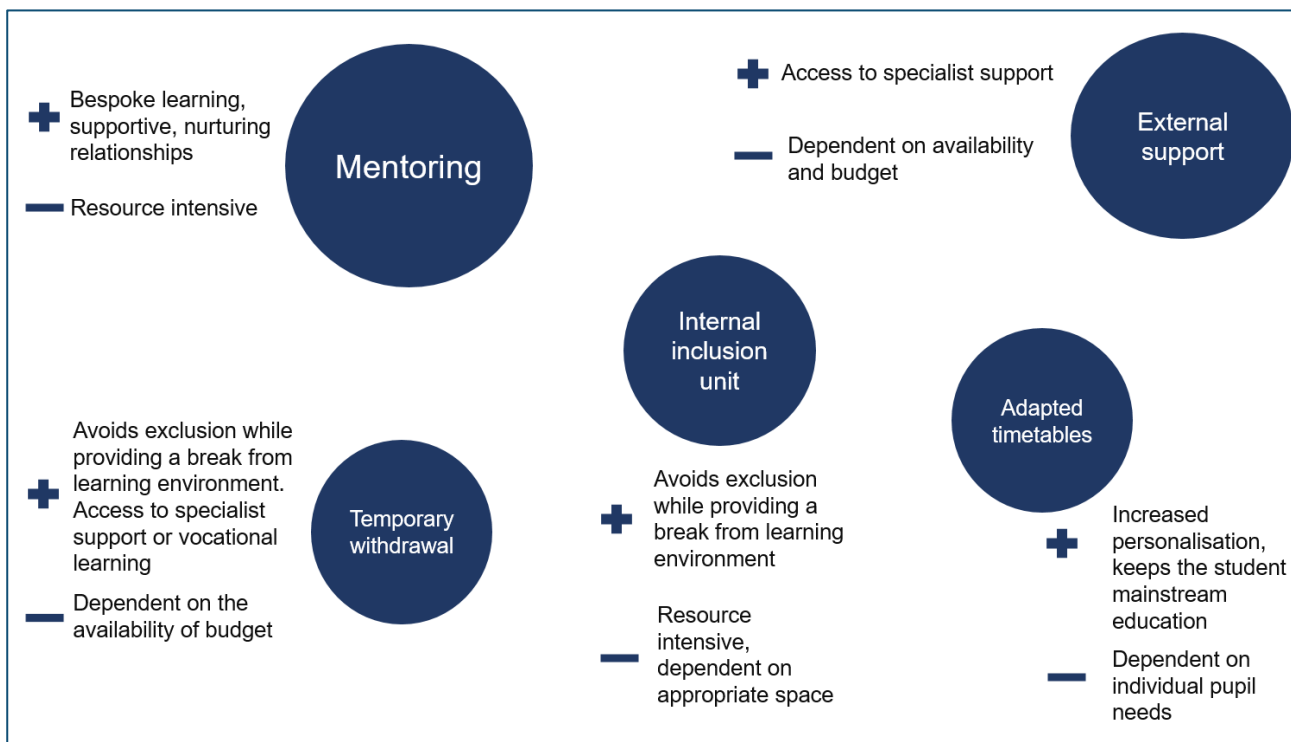 Mentoring
Bespoke learning,
supportive, nurturing
relationships
Resource intensive
External
support
Access to specialist support
Dependent on availability
and budget
Internal
inclusion
unit
Avoids exclusion
while providing a
break from learning
environment
Resource
intensive,
dependent on
appropriate space
Adapted
timetables
Increased
personalisation,
keeps the student
mainstream
education
Dependent on
individual pupil
needs
Temporary
withdrawal
Avoids exclusion while
providing a break from
learning environment.
Access to specialist
support or vocational
learning
Dependent on the
availability of budget